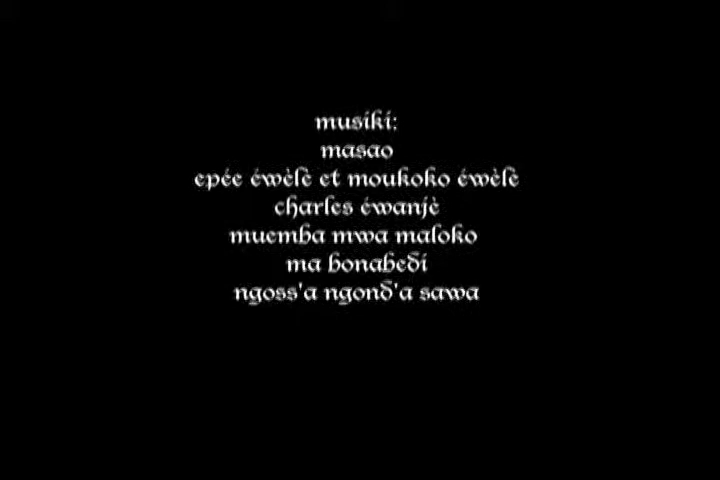 musiki:
masao
epée éwèlè et moukoko éwèlè
charles éwanjè
muemba mwa maloko
ma bonabedi
ngoss'a ngond'a sawa